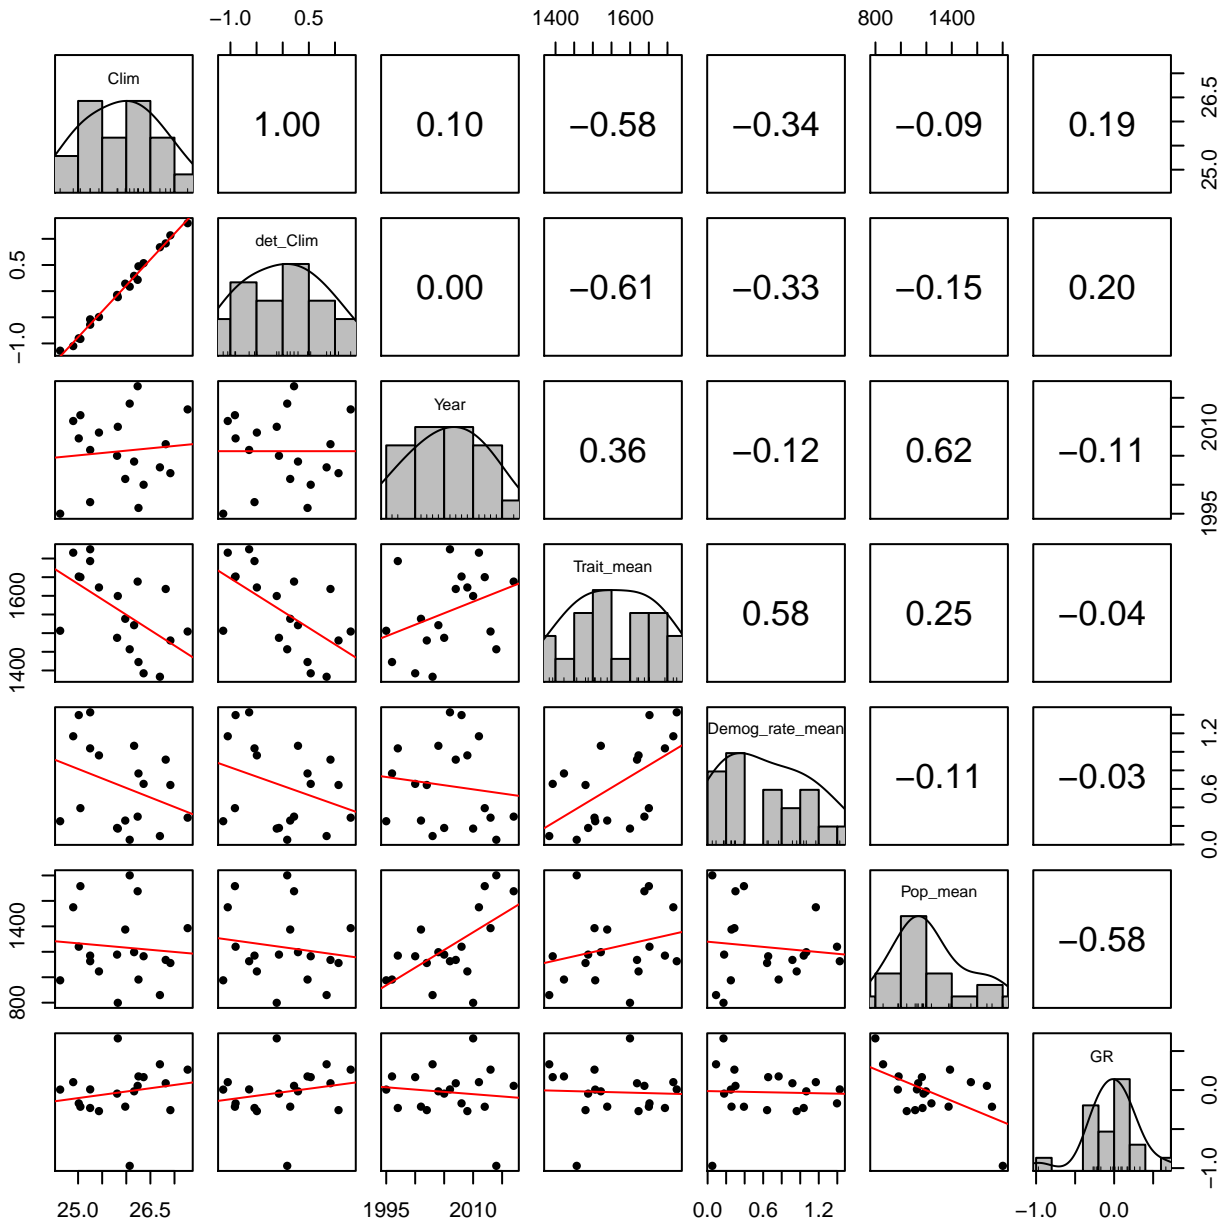 −1.0 0.5 1400 1600 800 1400
Clim 1.00 0.10 −0.58 −0.34 −0.09 0.19 25.0 26.5
−1.0 0.5 det_Clim 0.00 −0.61 −0.33 −0.15 0.20
Year 0.36 −0.12 0.62 −0.11 1995 2010
1400 1600 Trait_mean 0.58 0.25 −0.04
Demog_rate_mean −0.11 −0.03 0.0 0.6 1.2
800 1400 Pop_mean −0.58
GR −1.0 0.0
25.0 26.5 1995 2010 0.0 0.6 1.2 −1.0 0.0